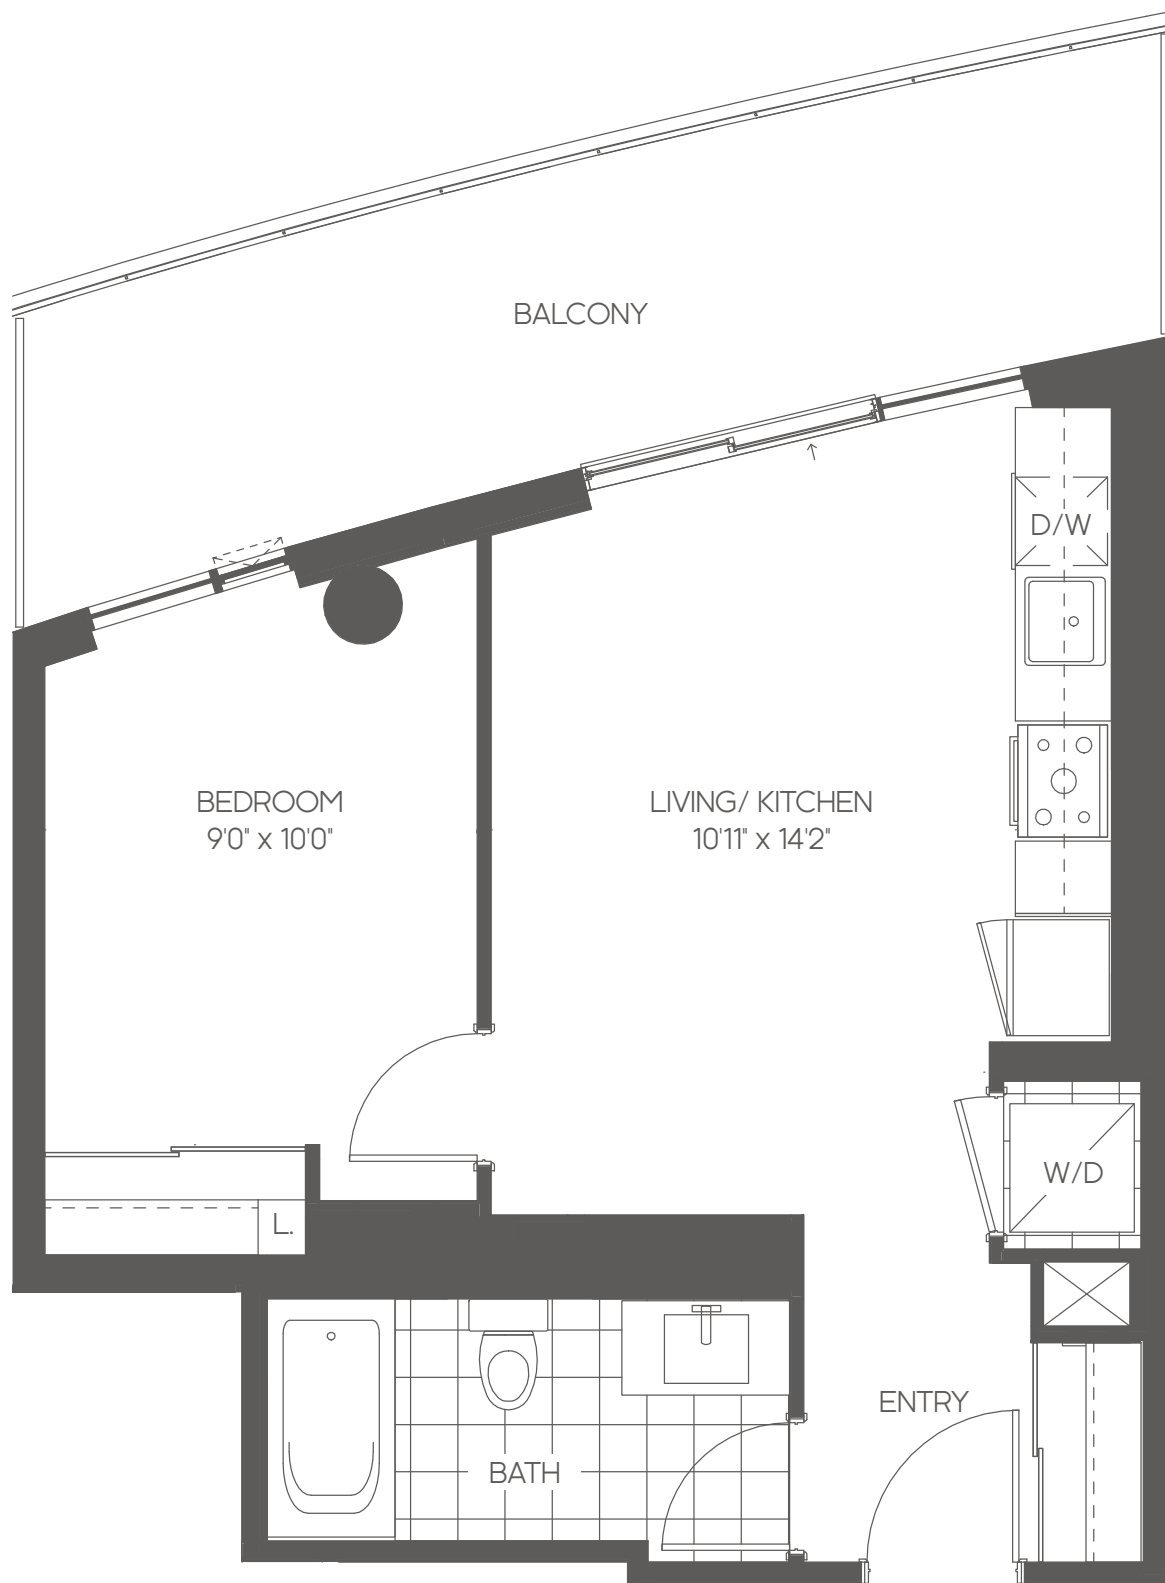 BALCONY
D/W
BEDROOM
9'0" x 10'0"
LIVING/ KITCHEN
10'11" x 14'2"
W/D
L.
ENTRY
BATH